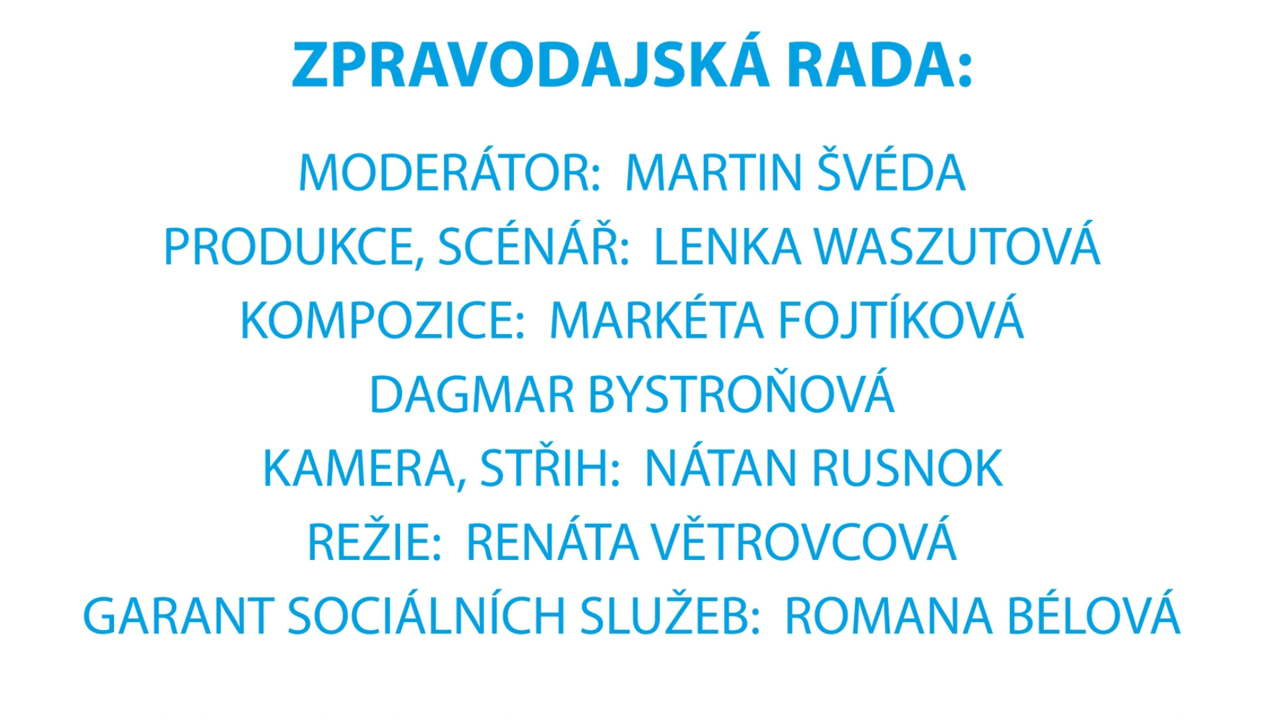 ZPRAVODAJSKÁ RADA:
MODERÁTOR: MARTIN ŠVÉDA
PRODUKCE, SCÉNÁŘ: LENKA WASZUTOVÁ
KOMPOZICE: MARKÉTA FOJTÍKOVÁ
DAGMAR BYSTROŇOVÁ
KAMERA, STŘIH: NÁTAN RUSNOK
REŽIE: RENÁTA VĚTROVCOVÁ
GARANT SOCIÁLNÍCH SLUŽEB: ROMANA BÉLOVÁ